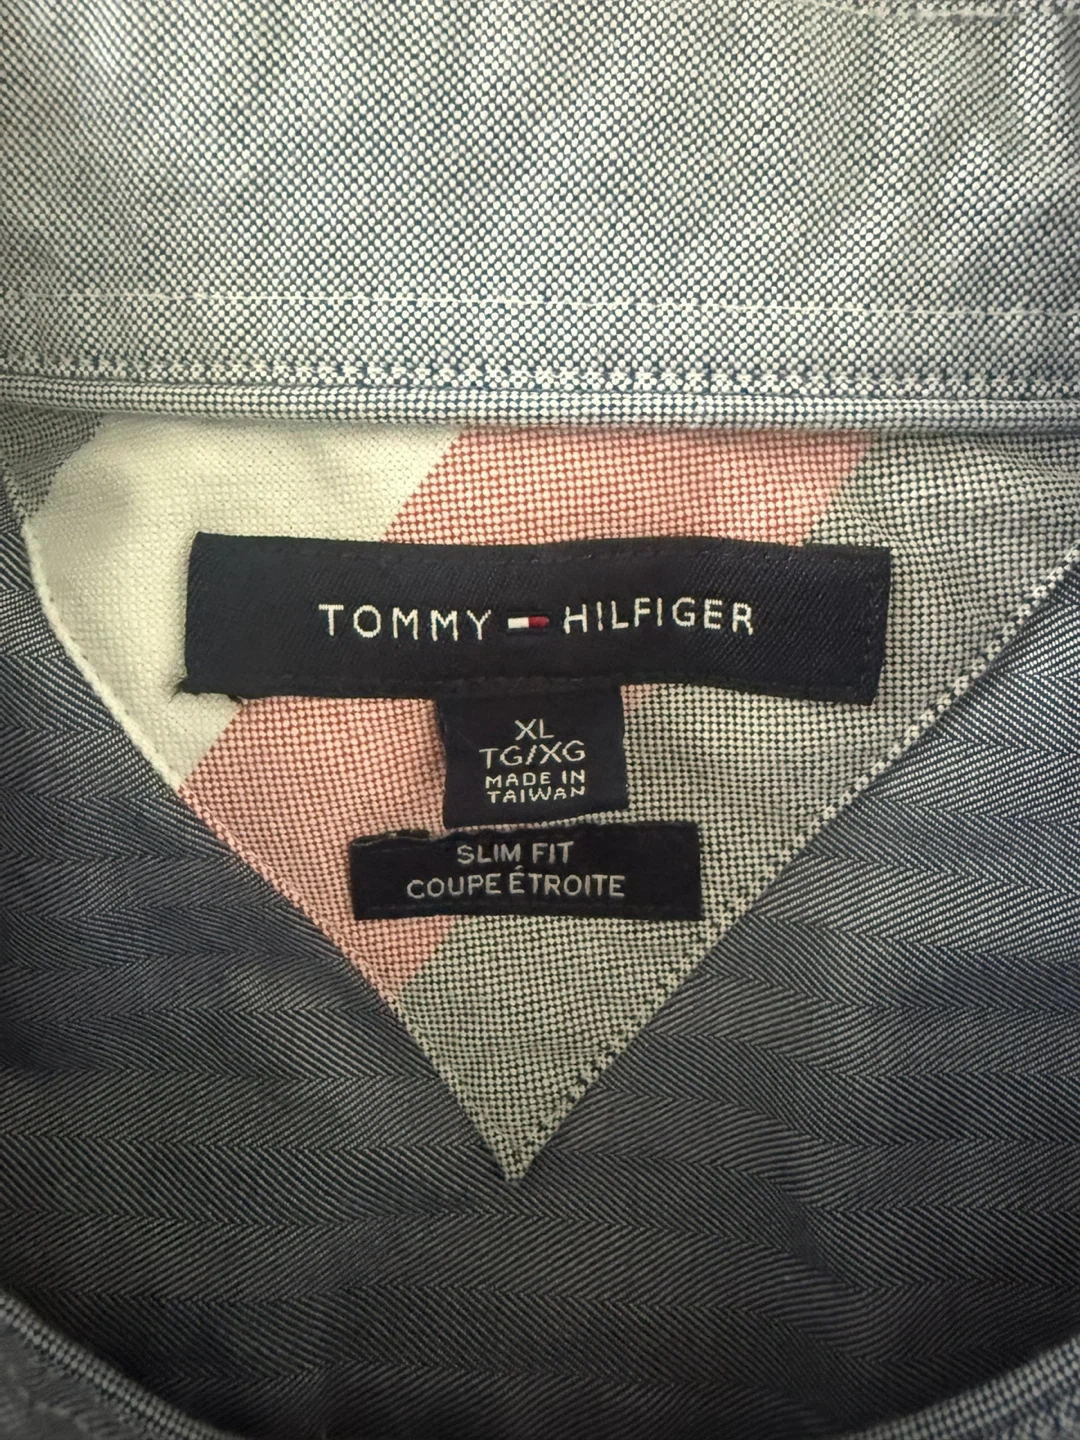 TOMMY HILFIGER
XL
TG/XG
MADE IN
TAIWAN
SLIM FIT
COUPE ÉTROITE